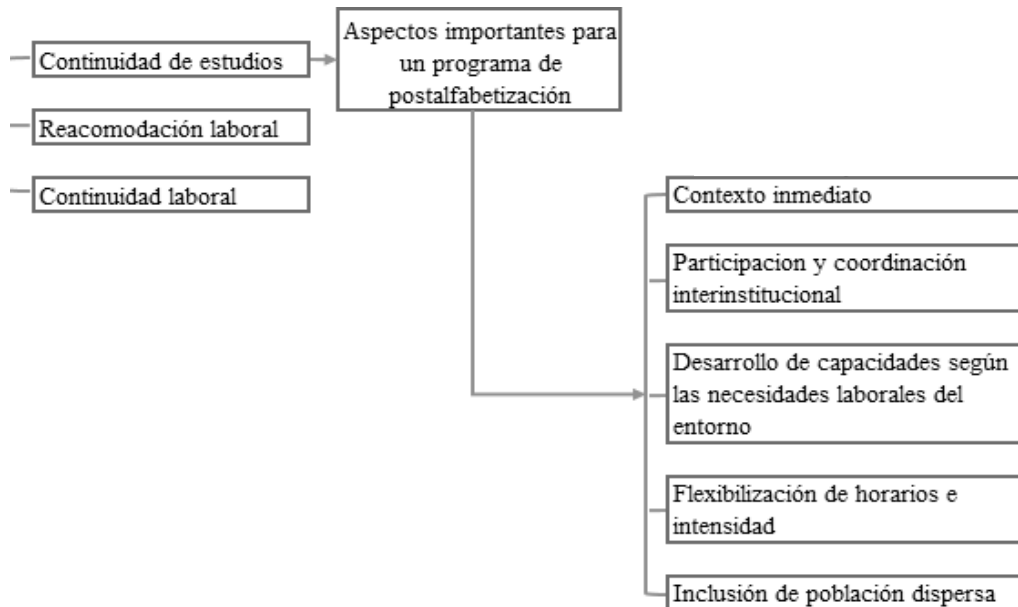 Continuidad de estudios
Reacomodación laboral
Continuidad laboral
Aspectos importantes para
un programa de
postalfabetización
Contexto inmediato
Participacion y coordinación
interinstitucional
Desarrollo de capacidades según
las necesidades laborales del
entorno
Flexibilización de horarios e
intensidad
Inclusión de población dispersa